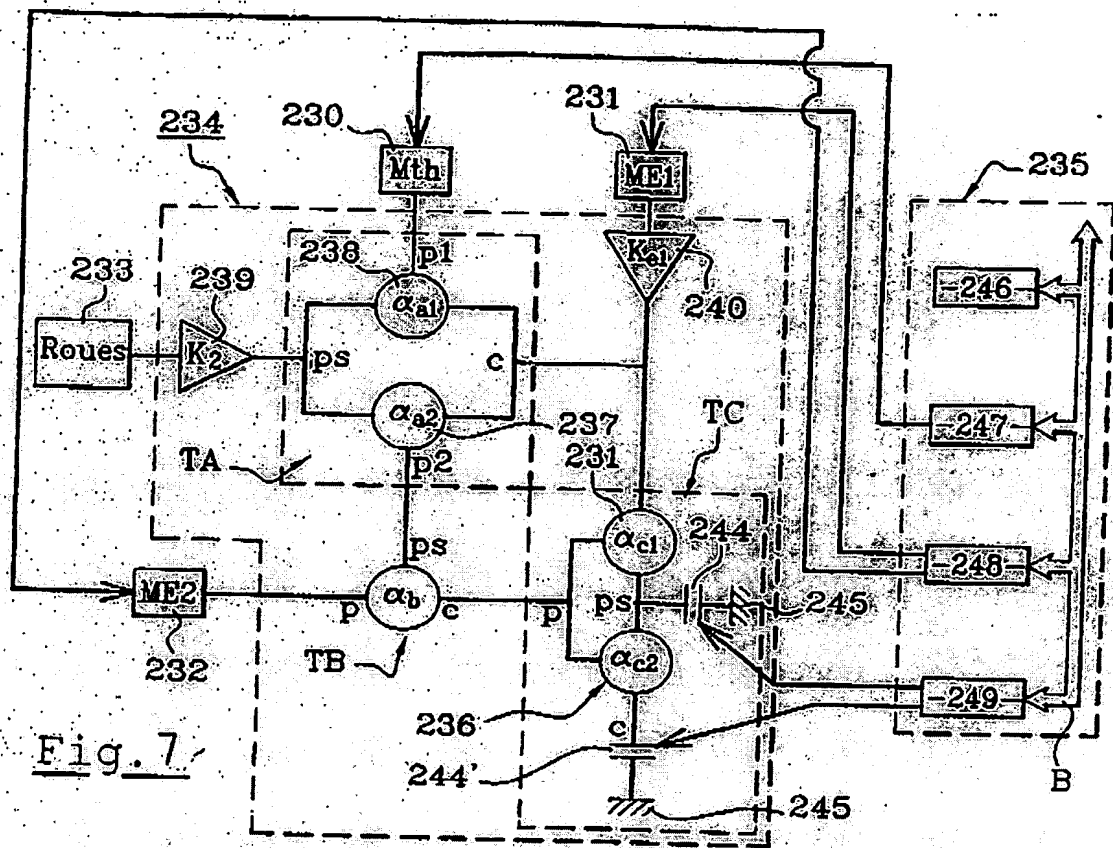 230
231
234
235
Mth
ME1
238
p1
Ke1
240
233
239
αa1
246
Roues
K2
ps
c
αa2
237
TC
247
TA
p2
231
244
αc1
ps
248
ME2
αb
p
c
p
ps
245
232
TB
αc2
249
236
c
Fig. 7
244'
B
245